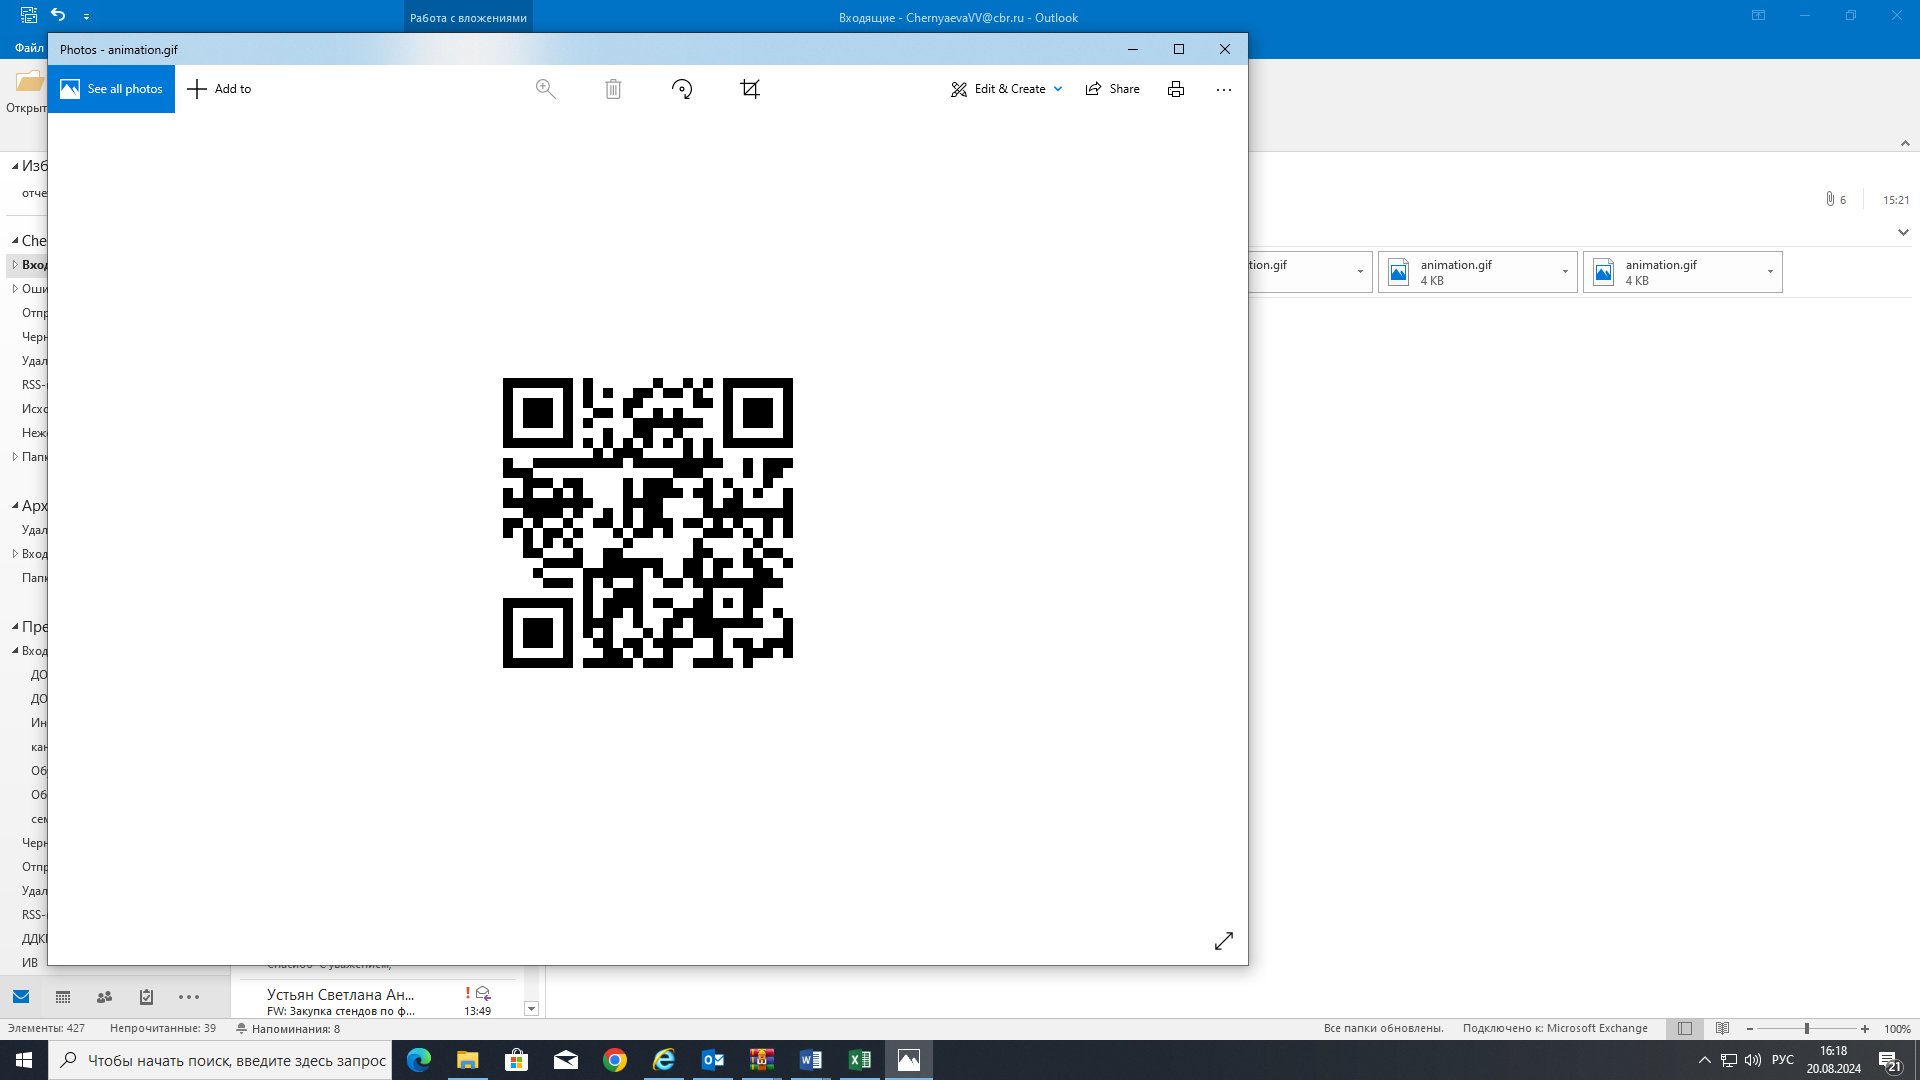 Работа с вложениями
Входящие - ChernyaevaVV@cbr.ru - Outlook
Файл
Photos - animation.gif
See all photos
Add to
Edit & Create
Share
Открыт
Изб
отче
6
15:21
Che
Вход
tion.gif
animation.gif
4 KB
animation.gif
4 KB
Оши
Отпр
Черн
Удал
RSS-
Исхо
Неже
Папк
Арх
Удал
Вход
Папк
Пре
Вход
ДО
ДО
Ин
кан
Об
Об
сем
Черн
Отпр
Удал
RSS-
ДДК
ИВ
Спасибо С уважением,
Устьян Светлана Ан...
FW: Закупка стендов по ф...
13:49
Элементы: 427
Непрочитанные: 39
Напоминания: 8
Все папки обновлены.
Подключено к: Microsoft Exchange
100%
Чтобы начать поиск, введите здесь запрос
РУС
16:18
20.08.2024
21